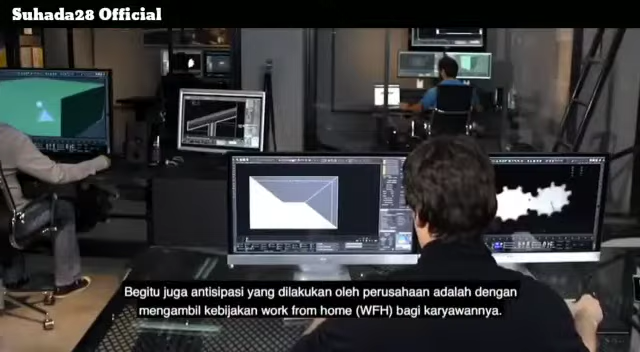 Suhada28 Official
Begitu juga antisipasi yang dilakukan oleh perusahaan adalah dengan
mengambil kebijakan work from home (WFH) bagi karyawannya.